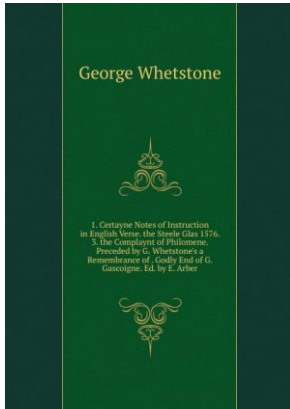 George Whetstone
1. Certayne Notes of Instruction
in English Verse. the Steele Glas 1576.
3. the Complaynt of Philomene.
Preceded by G. Whetstone's a
Remembrance of . Godly End of G.
Gascoigne. Ed. by E. Arber